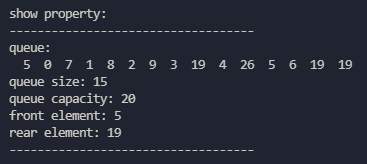 show property:
----------------------------------
queue:
  5  0  7  1  8  2  9  3  19  4  26  5  6  19  19
queue size: 15
queue capacity: 20
front element: 5
rear element: 19
----------------------------------